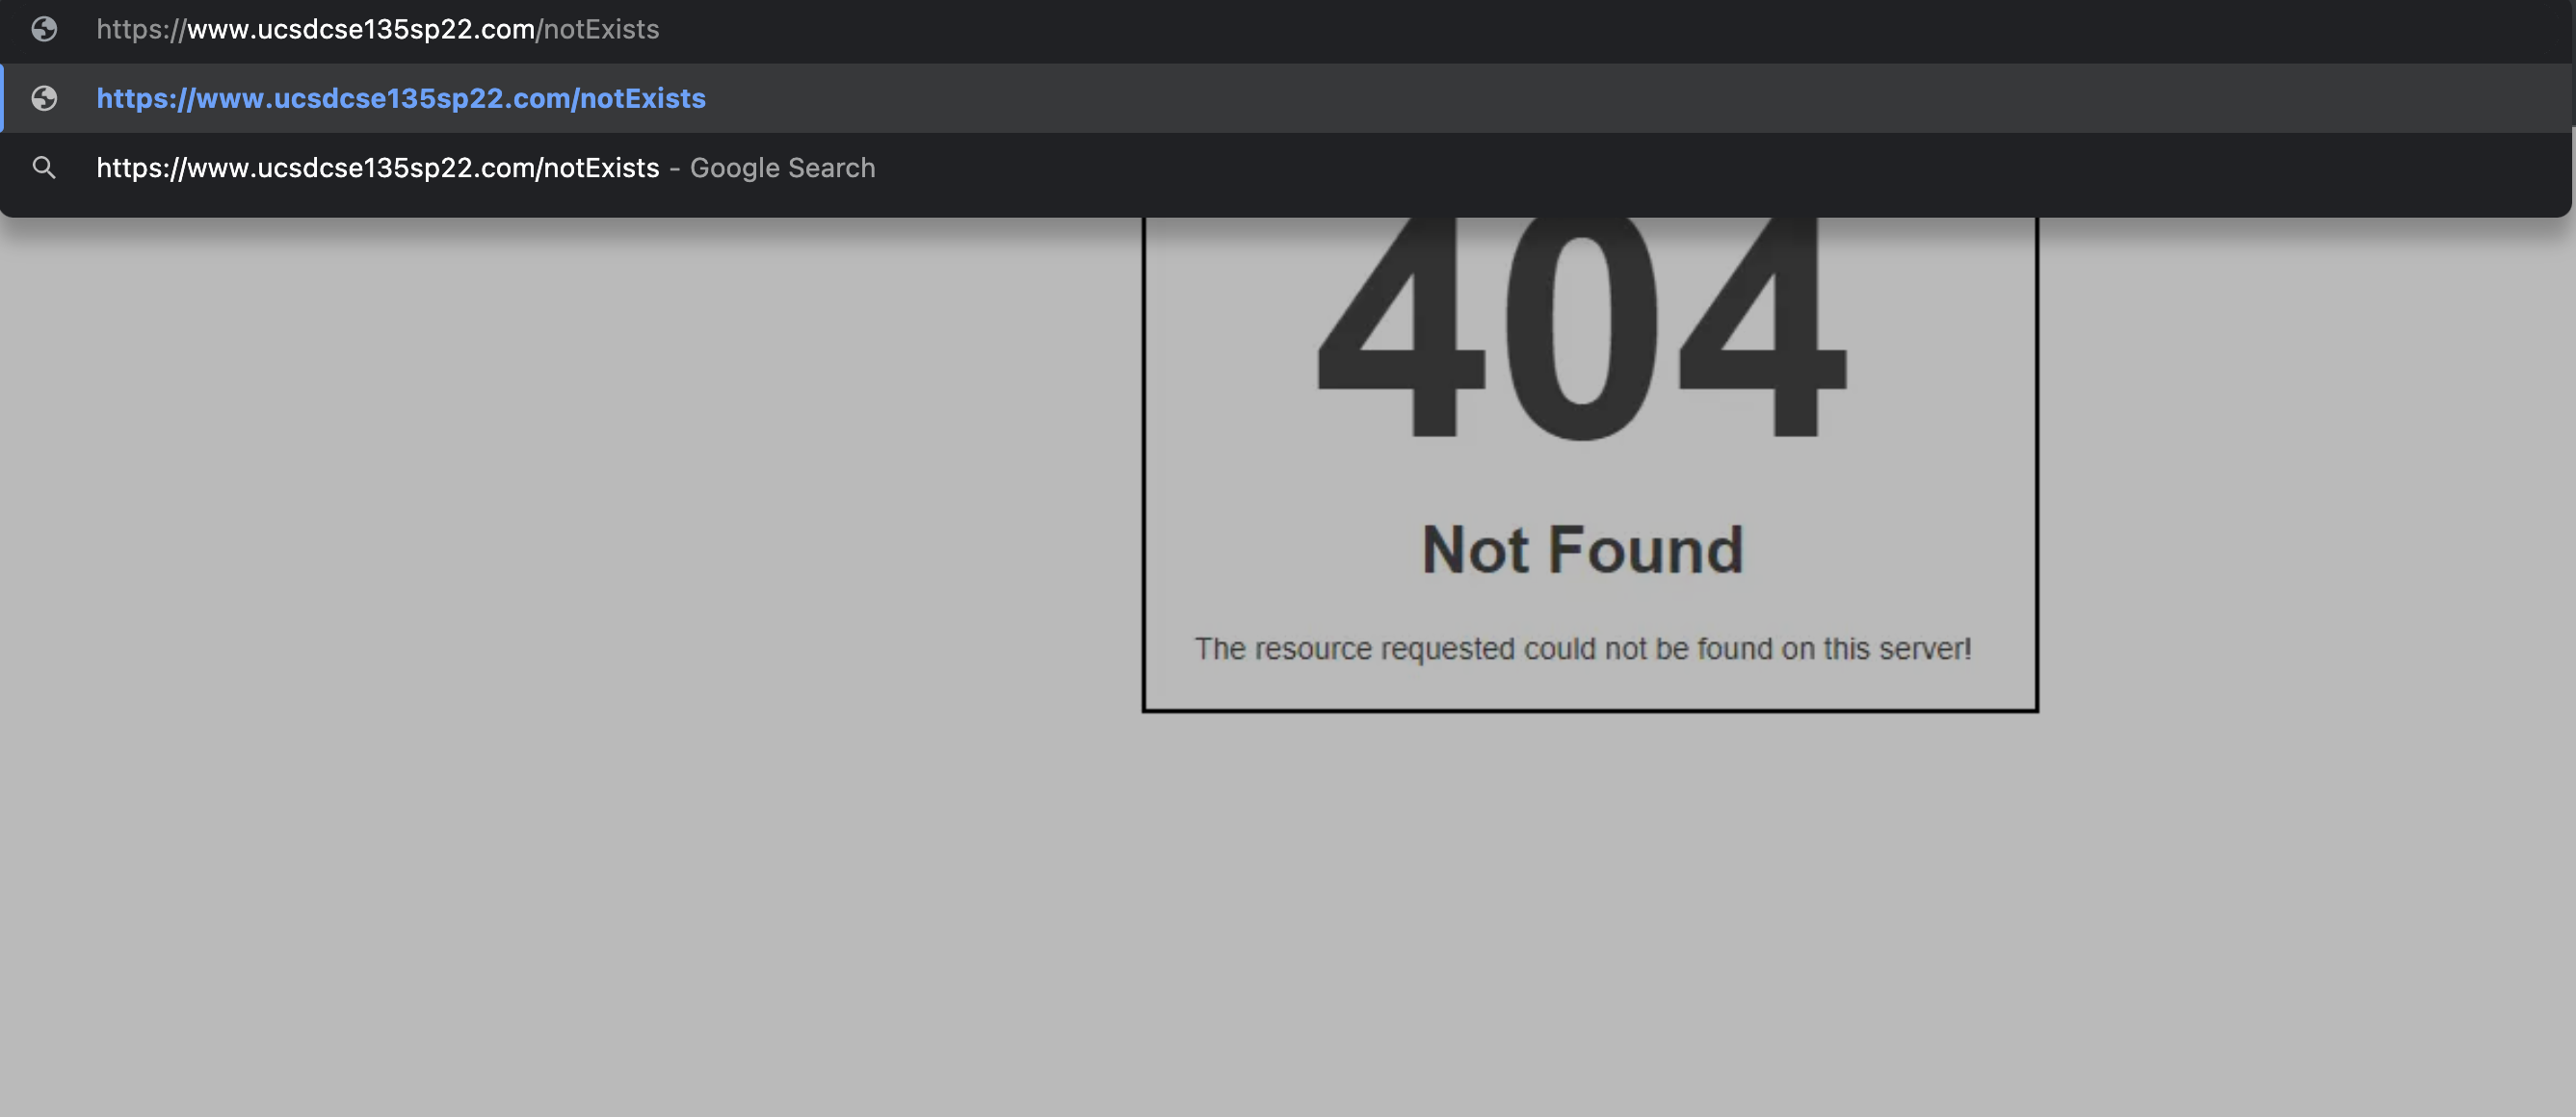 https://www.ucsdcse135sp22.com/notExists
https://www.ucsdcse135sp22.com/notExists
https://www.ucsdcse135sp22.com/notExists - Google Search
404
Not Found
The resource requested could not be found on this server!